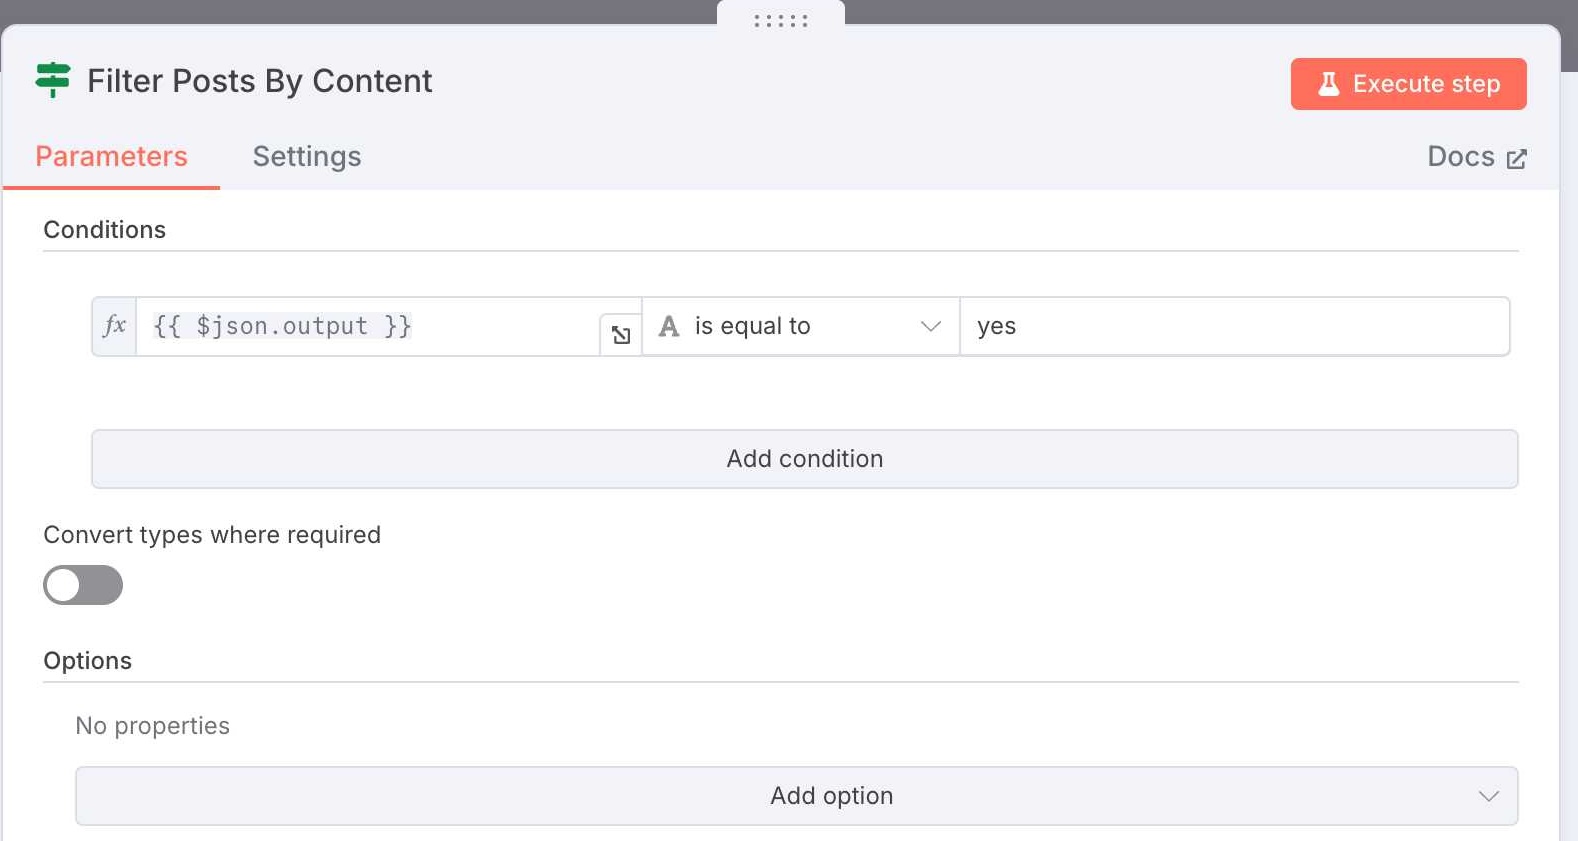 Filter Posts By Content
Execute step
Parameters Settings Docs
Conditions
fx {{ $json.output }} A is equal to yes
Add condition
Convert types where required
Options
No properties
Add option